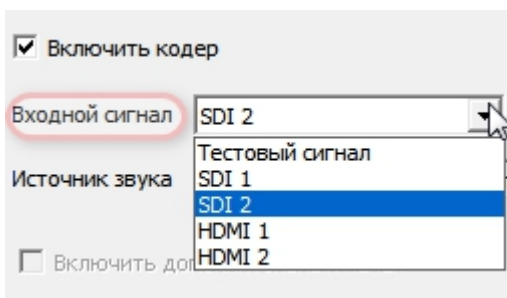 Включить кодер
Входной сигнал SDI 2
Тестовый сигнал
Источник звука SDI 1
SDI 2
HDMI 1
Включить HDMI 2